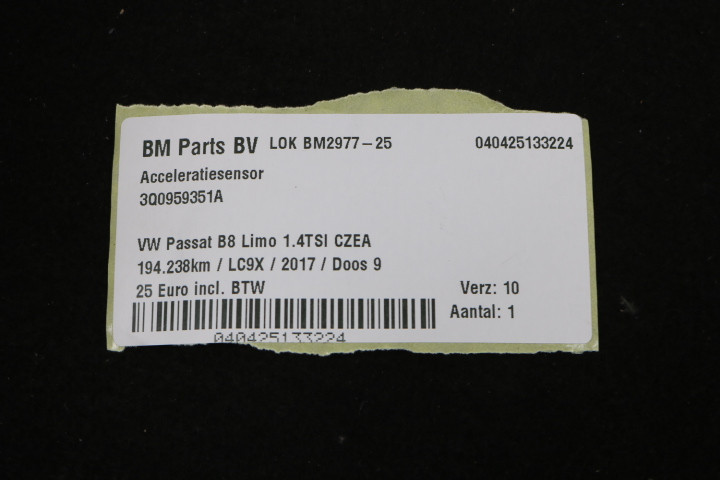 BM Parts BV LOK BM2977-25 040425133224
Acceleratiesensor
3Q0959351A
VW Passat B8 Limo 1.4TSI CZEA
194.238km / LC9X / 2017 / Doos 9
25 Euro incl. BTW Verz: 10
Aantal: 1
040425133224